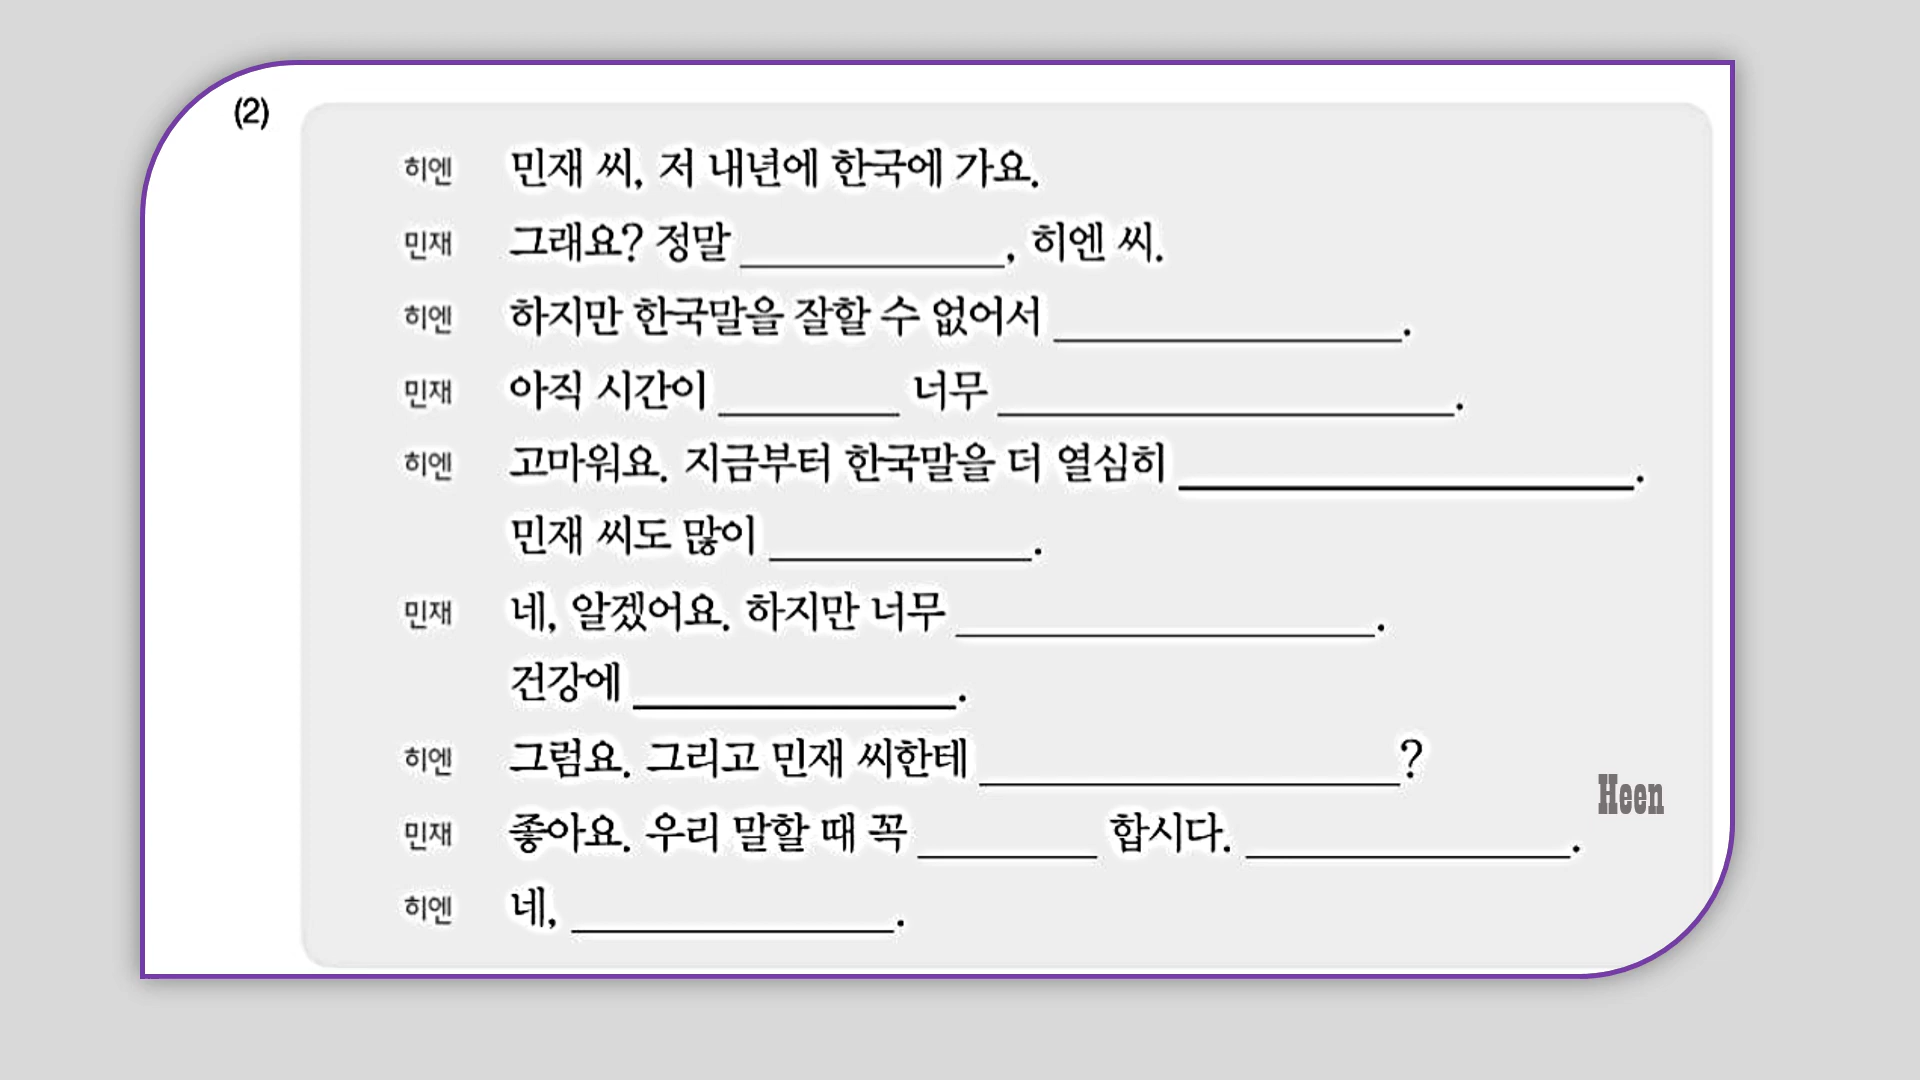 (2)
히엔 민재 씨, 저 내년에 한국에 가요.
민재 그래요? 정말 ____________, 히엔 씨.
히엔 하지만 한국말을 잘할 수 없어서 ________________.
민재 아직 시간이 ________ 너무 ____________________.
히엔 고마워요. 지금부터 한국말을 더 열심히 ____________________.
민재 씨도 많이 ____________.
민재 네, 알겠어요. 하지만 너무 ___________________.
건강에 ______________.
히엔 그럼요. 그리고 민재 씨한테 ___________________?
민재 좋아요. 우리 말할 때 꼭 ________ 합시다. ______________.
히엔 네, ______________.
Heen